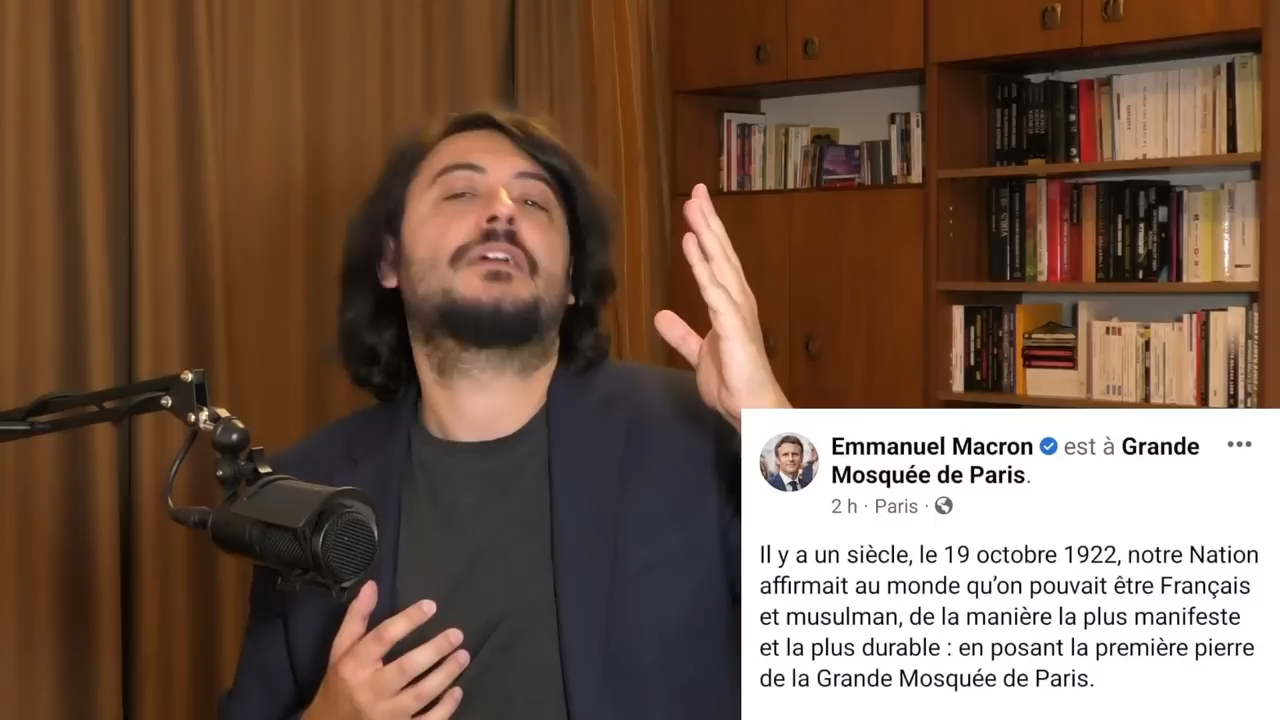 Emmanuel Macron est à Grande
Mosquée de Paris.
2 h · Paris ·
Il y a un siècle, le 19 octobre 1922, notre Nation
affirmait au monde qu'on pouvait être Français
et musulman, de la manière la plus manifeste
et la plus durable : en posant la première pierre
de la Grande Mosquée de Paris.